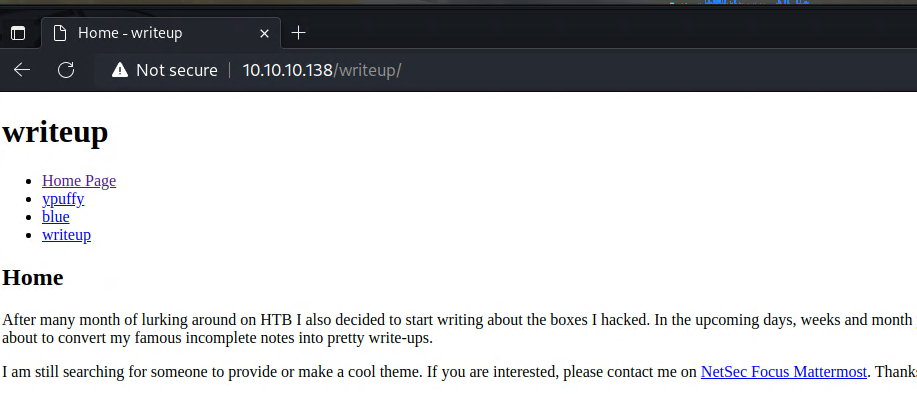 Home - writeup
Not secure | 10.10.10.138/writeup/
writeup
Home Page
ypuffy
blue
writeup
Home
After many month of lurking around on HTB I also decided to start writing about the boxes I hacked. In the upcoming days, weeks and month
about to convert my famous incomplete notes into pretty write-ups.
I am still searching for someone to provide or make a cool theme. If you are interested, please contact me on NetSec Focus Mattermost. Thank